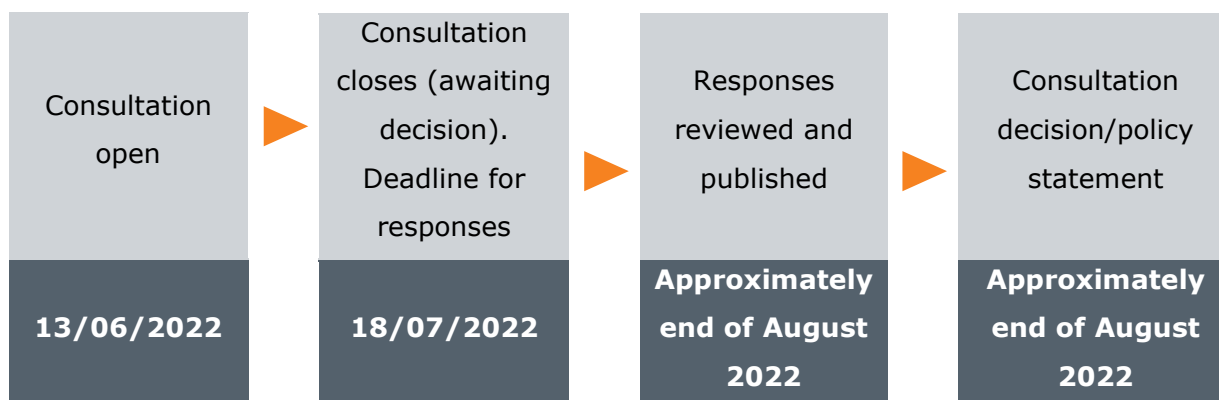 Consultation
open
13/06/2022
Consultation
closes (awaiting
decision).
Deadline for
responses
18/07/2022
Responses
reviewed and
published
Approximately
end of August
2022
Consultation
decision/policy
statement
Approximately
end of August
2022